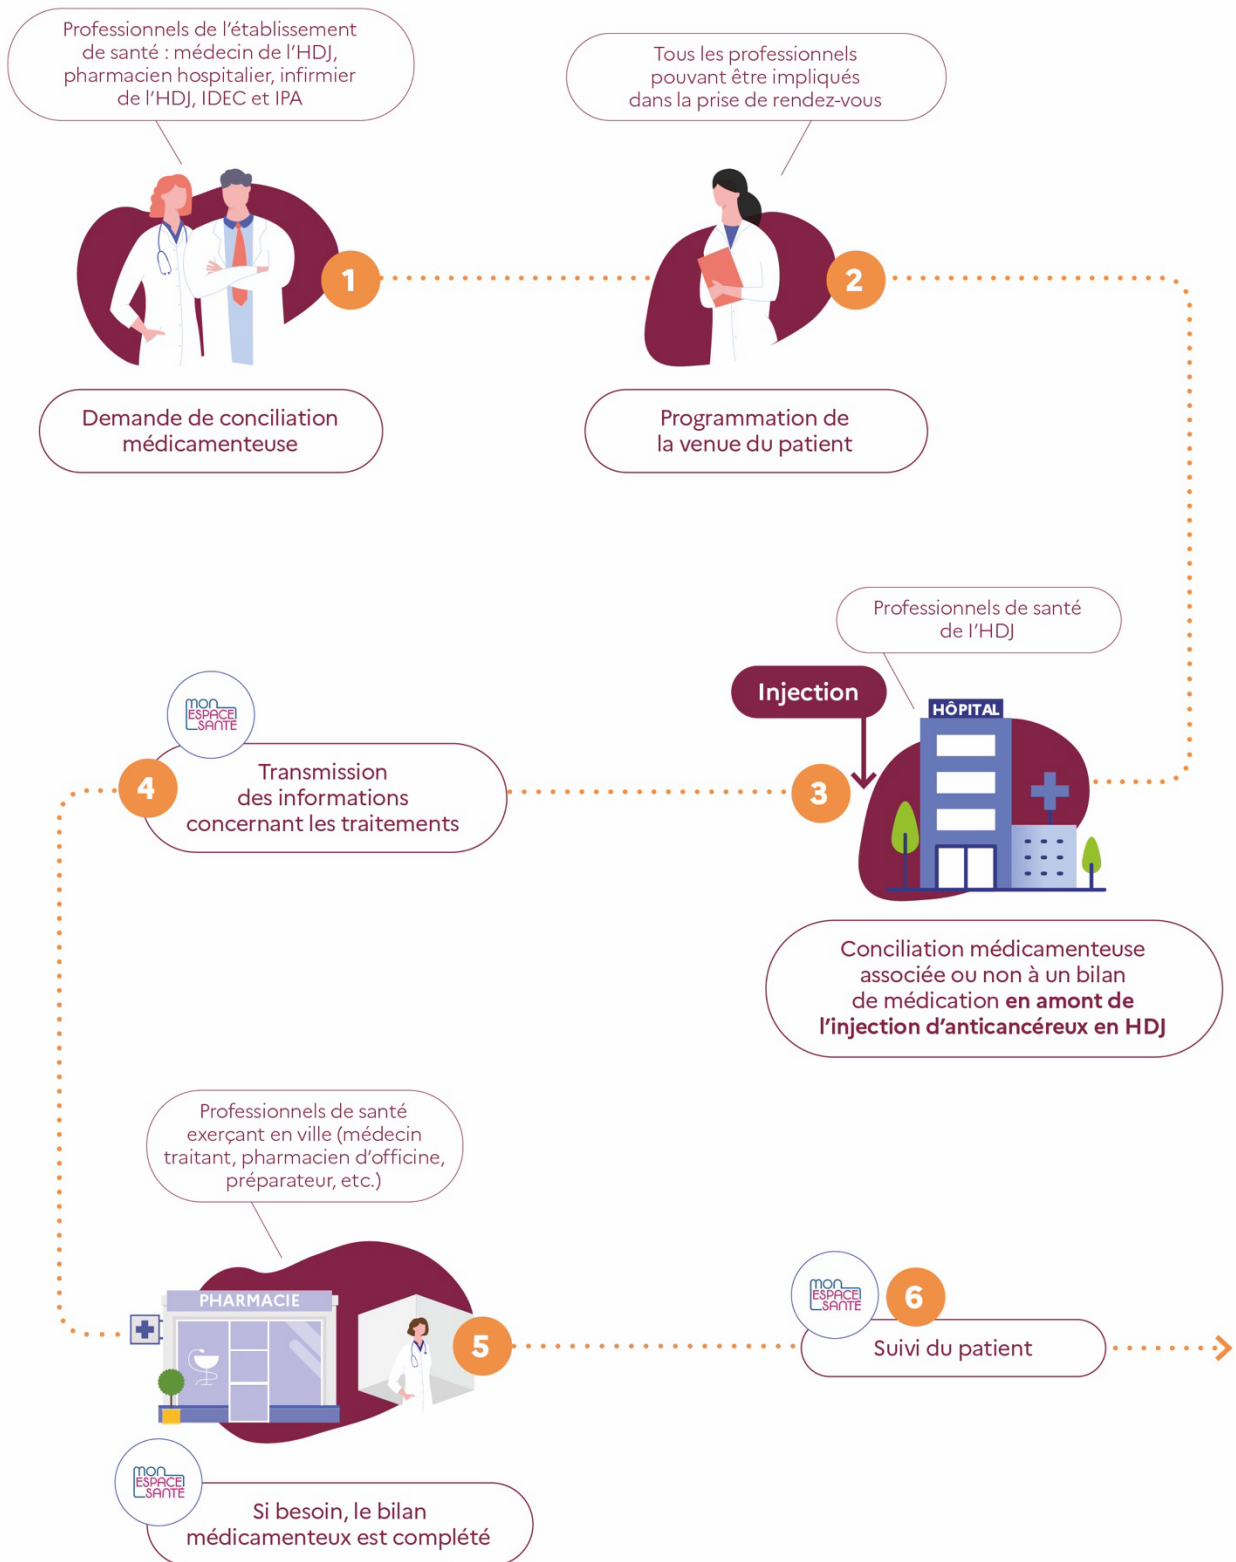 Professionnels de l'établissement
de santé : médecin de l'HDJ,
pharmacien hospitalier, infirmier
de l'HDJ, IDEC et IPA
Tous les professionnels
pouvant être impliqués
dans la prise de rendez-vous
1
2
Demande de conciliation
médicamenteuse
Programmation de
la venue du patient
Professionnels de santé
de l'HDJ
Injection
HÔPITAL
3
Conciliation médicamenteuse
associée ou non à un bilan
de médication en amont de
l'injection d'anticancéreux en HDJ
mon
ESPACE
SANTÉ
4
Transmission
des informations
concernant les traitements
Professionnels de santé
exerçant en ville (médecin
traitant, pharmacien d'officine,
préparateur, etc.)
PHARMACIE
5
mon
ESPACE
SANTÉ
Si besoin, le bilan
médicamenteux est complété
mon
ESPACE
SANTÉ
6
Suivi du patient